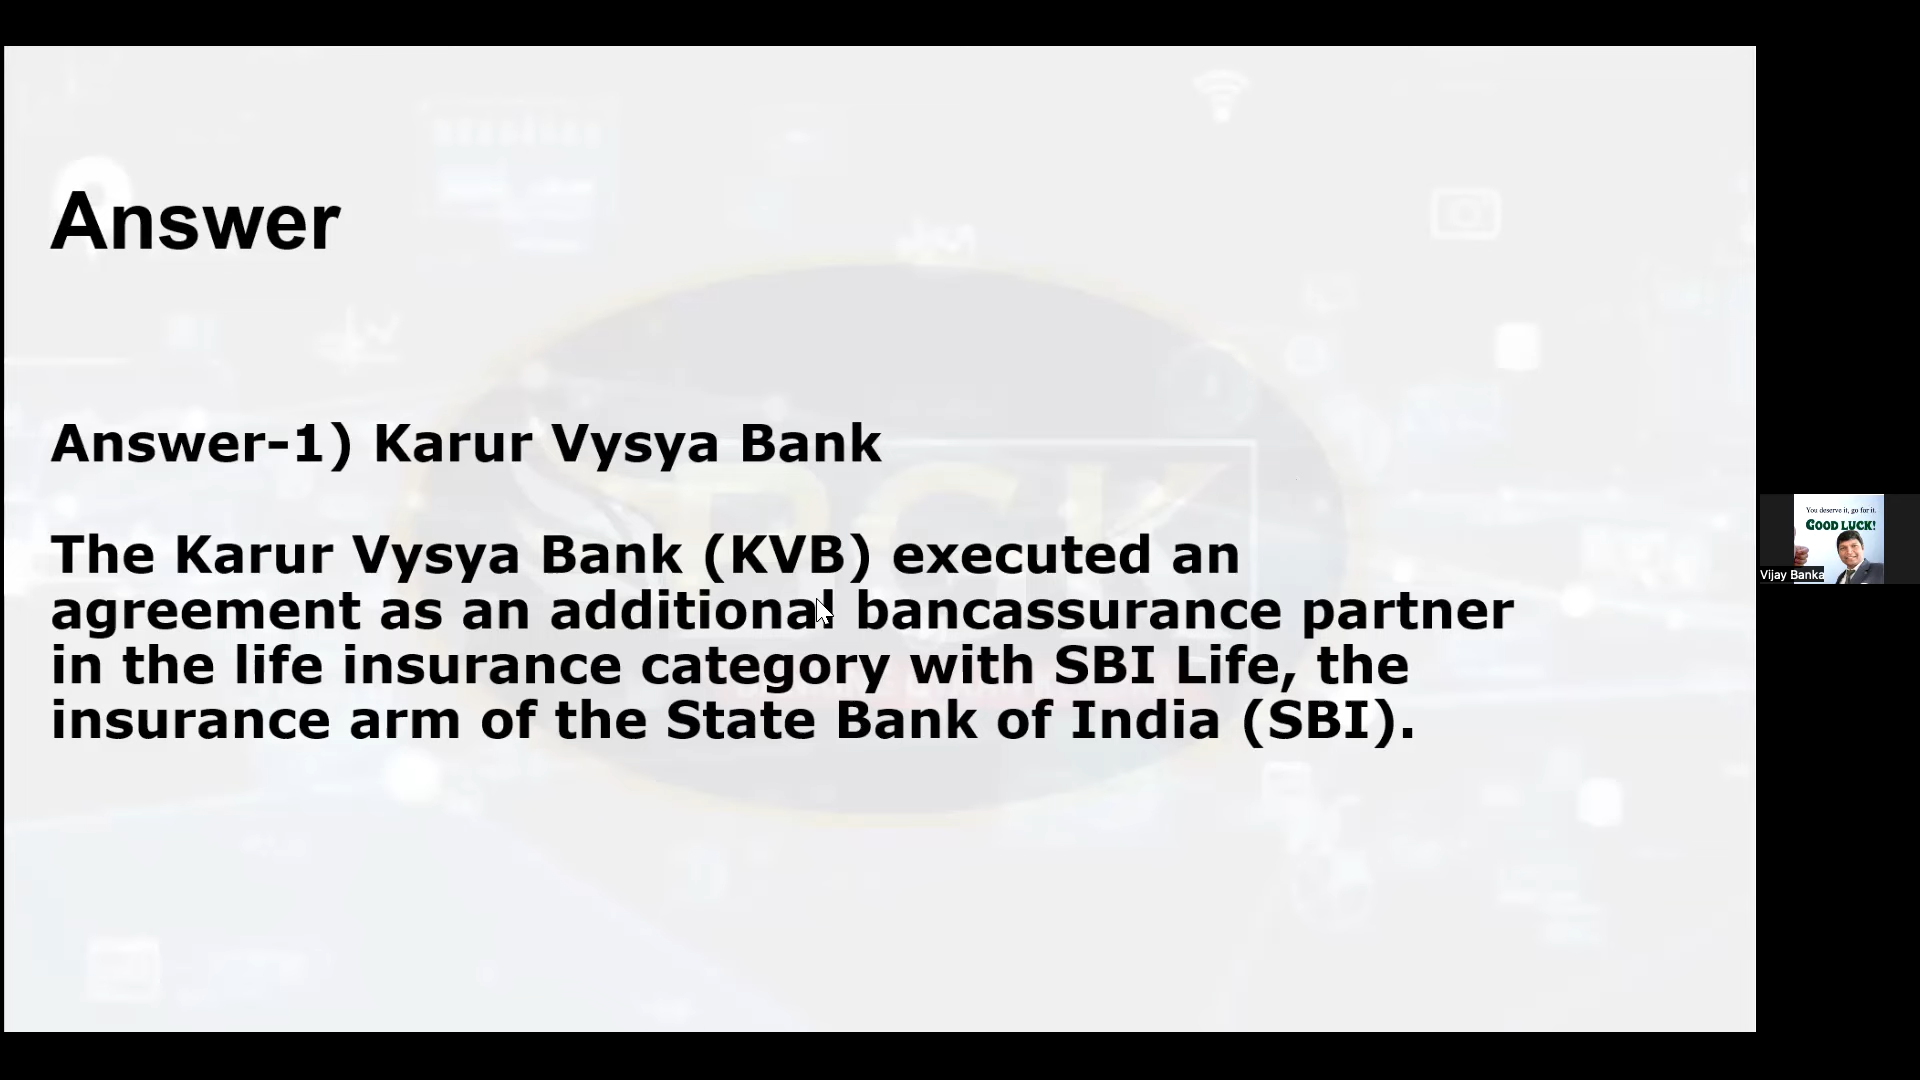 Answer
Answer-1) Karur Vysya Bank
The Karur Vysya Bank (KVB) executed an
agreement as an additional bancassurance partner
in the life insurance category with SBI Life, the
insurance arm of the State Bank of India (SBI).
You deserve it, go for it.
GOOD LUCK!
Vijay Banka